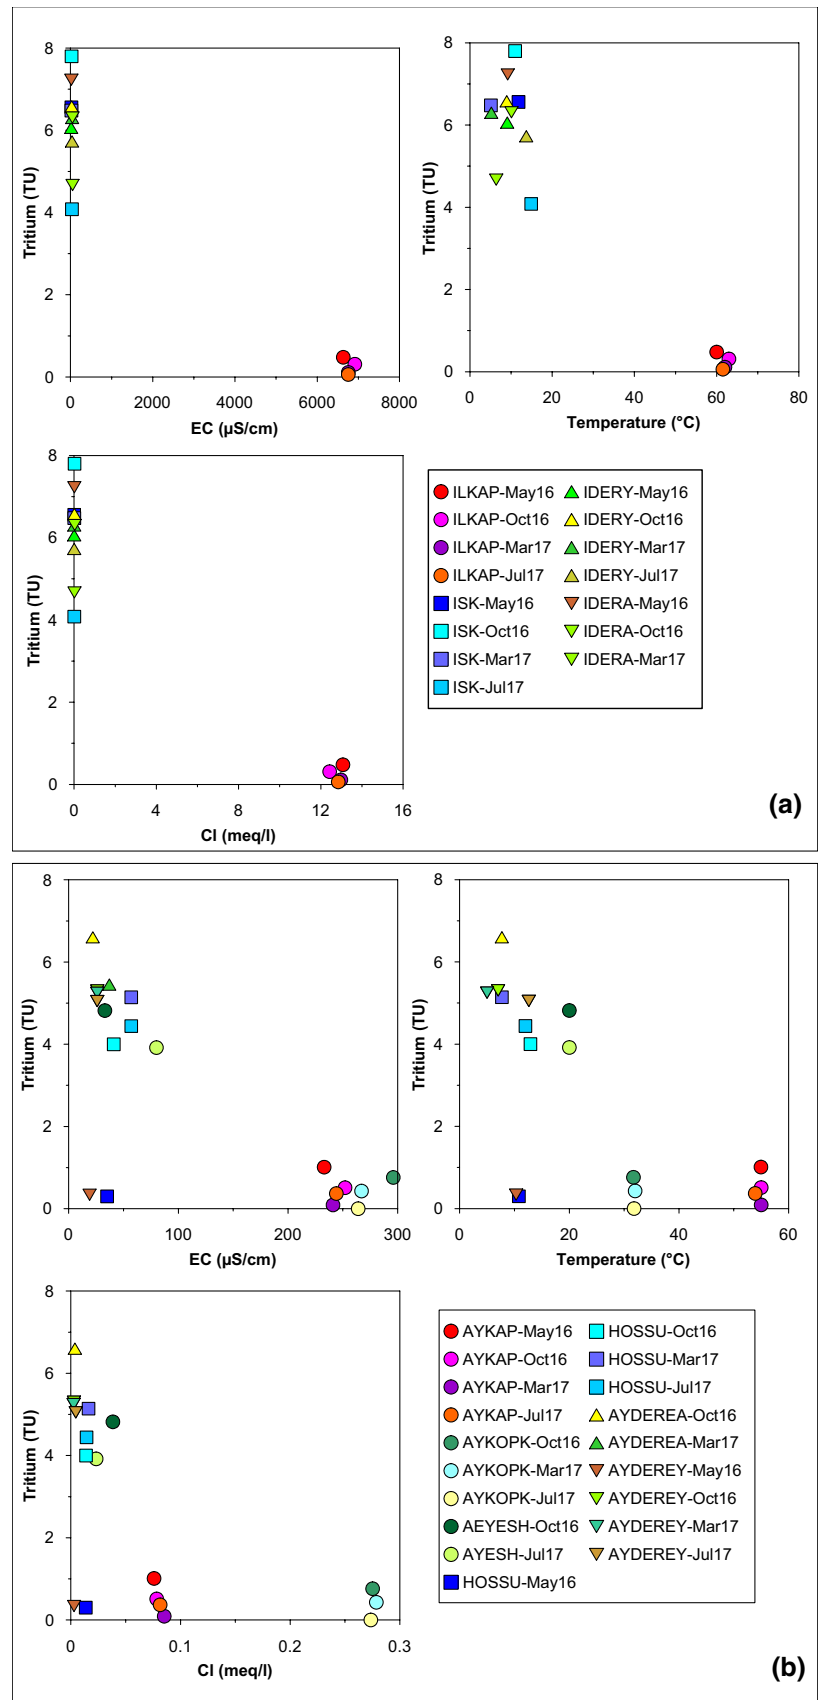 8
6
4
2
0
Tritium (TU)
0 2000 4000 6000 8000
EC (µS/cm)
8
6
4
2
0
Tritium (TU)
0 20 40 60 80
Temperature (°C)
8
6
4
2
0
Tritium (TU)
0 4 8 12 16
Cl (meq/l)
ILKAP-May16 IDERY-May16
ILKAP-Oct16 IDERY-Oct16
ILKAP-Mar17 IDERY-Mar17
ILKAP-Jul17 IDERY-Jul17
ISK-May16 IDERA-May16
ISK-Oct16 IDERA-Oct16
ISK-Mar17 IDERA-Mar17
ISK-Jul17
(a)
8
6
4
2
0
Tritium (TU)
0 100 200 300
EC (µS/cm)
8
6
4
2
0
Tritium (TU)
0 20 40 60
Temperature (°C)
8
6
4
2
0
Tritium (TU)
0 0.1 0.2 0.3
Cl (meq/l)
AYKAP-May16 HOSSU-Oct16
AYKAP-Oct16 HOSSU-Mar17
AYKAP-Mar17 HOSSU-Jul17
AYKAP-Jul17 AYDEREA-Oct16
AYKOPK-Oct16 AYDEREA-Mar17
AYKOPK-Mar17 AYDEREY-May16
AYKOPK-Jul17 AYDEREY-Oct16
AEYESH-Oct16 AYDEREY-Mar17
AYESH-Jul17 AYDEREY-Jul17
HOSSU-May16
(b)